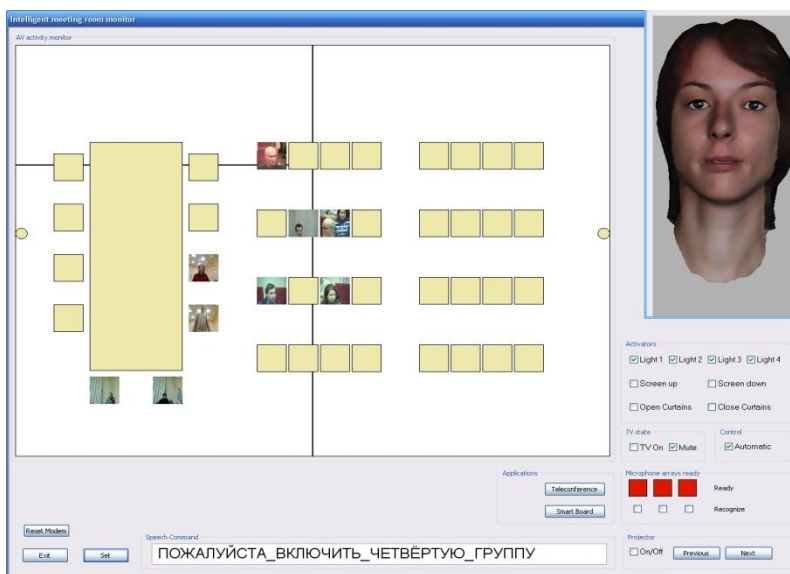 Intelligent meeting room monitor
AV activity monitor
Activators
Light 1 Light 2 Light 3 Light 4
Screen up Screen down
Open Curtains Close Curtains
TV state Control
TV On Mute Automatic
Applications Microphone arrays ready
Teleconference Ready
Smart Board Recognize
Reset Modem
Speech Command Projector
Exit Set ПОЖАЛУЙСТА_ВКЛЮЧИТЬ_ЧЕТВЁРТУЮ_ГРУППУ On/Off Previous Next